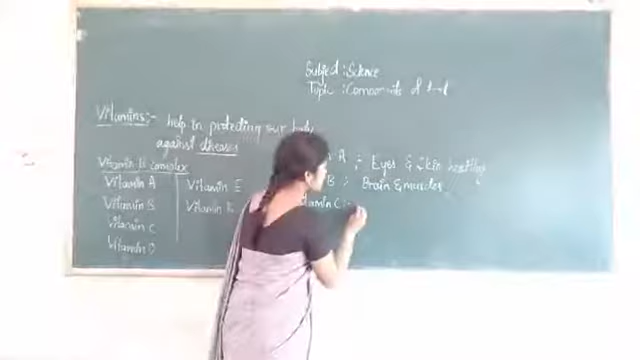 Subject : Science
Topic : Components of food
Vitamins :- help in protecting our body
against diseases
Vitamin B complex
Vitamin A
Vitamin B
Vitamin C
Vitamin D
Vitamin E
Vitamin
A : Eyes & Skin healthy
B : Brain & muscles
Vitamin C :-